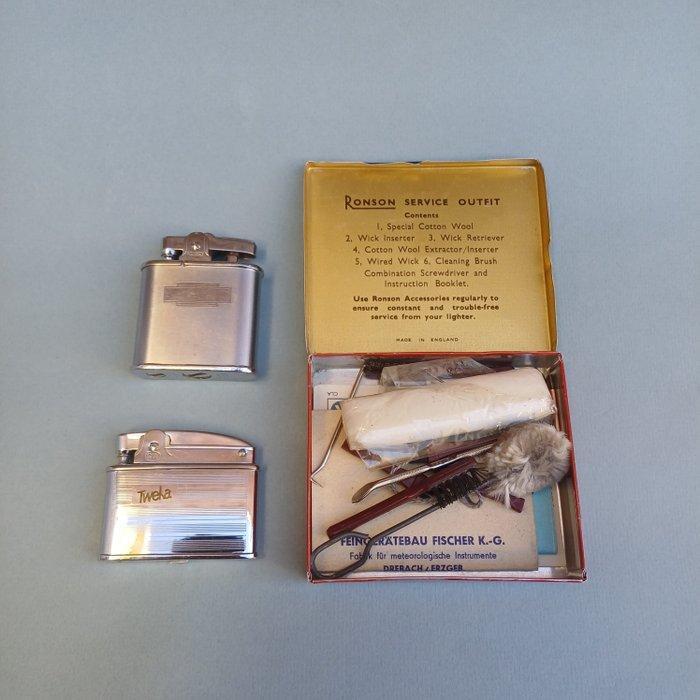 RONSON SERVICE OUTFIT
Contents
1, Special Cotton Wool
2, Wick Inserter 3, Wick Retriever
4, Cotton Wool Extractor/Inserter
5, Wired Wick 6, Cleaning Brush
Combination Screwdriver and
Instruction Booklet.
Use Ronson Accessories regularly to
ensure constant and trouble-free
service from your lighter.
MADE IN ENGLAND
Tweka
FEINGERÄTEBAU FISCHER K.-G.
Fabrik für meteorologische Instrumente
DREBACH / ERZGEB.